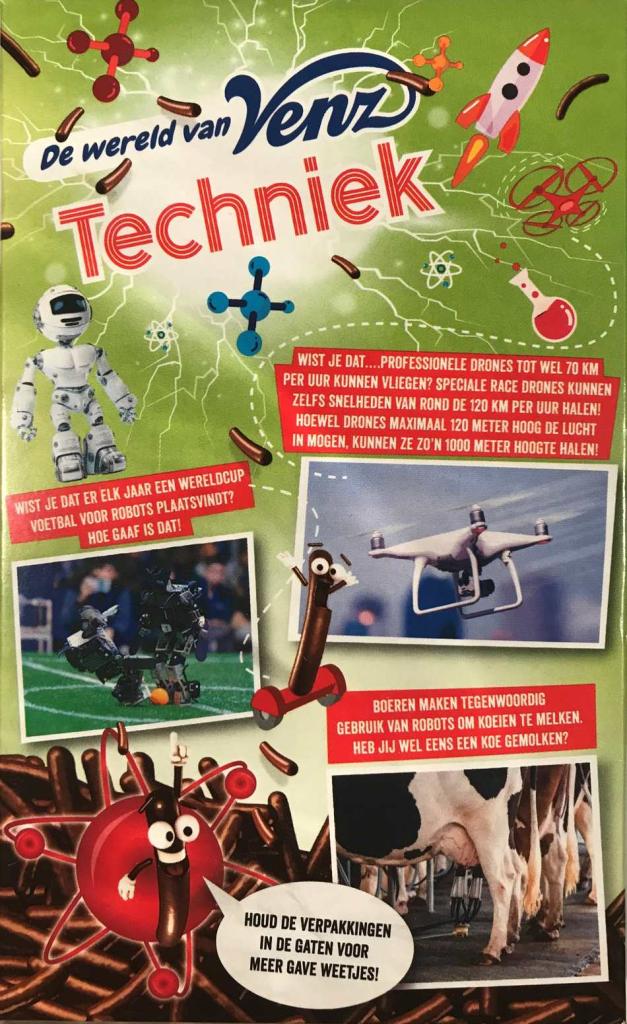 De wereld van Venz
Techniek
WIST JE DAT....PROFESSIONELE DRONES TOT WEL 70 KM
PER UUR KUNNEN VLIEGEN? SPECIALE RACE DRONES KUNNEN
ZELFS SNELHEDEN VAN ROND DE 120 KM PER UUR HALEN!
HOEWEL DRONES MAXIMAAL 120 METER HOOG DE LUCHT
IN MOGEN, KUNNEN ZE ZO'N 1000 METER HOOGTE HALEN!
WIST JE DAT ER ELK JAAR EEN WERELDCUP
VOETBAL VOOR ROBOTS PLAATSVINDT?
HOE GAAF IS DAT!
BOEREN MAKEN TEGENWOORDIG
GEBRUIK VAN ROBOTS OM KOEIEN TE MELKEN.
HEB JIJ WEL EENS EEN KOE GEMOLKEN?
HOUD DE VERPAKKINGEN
IN DE GATEN VOOR
MEER GAVE WEETJES!